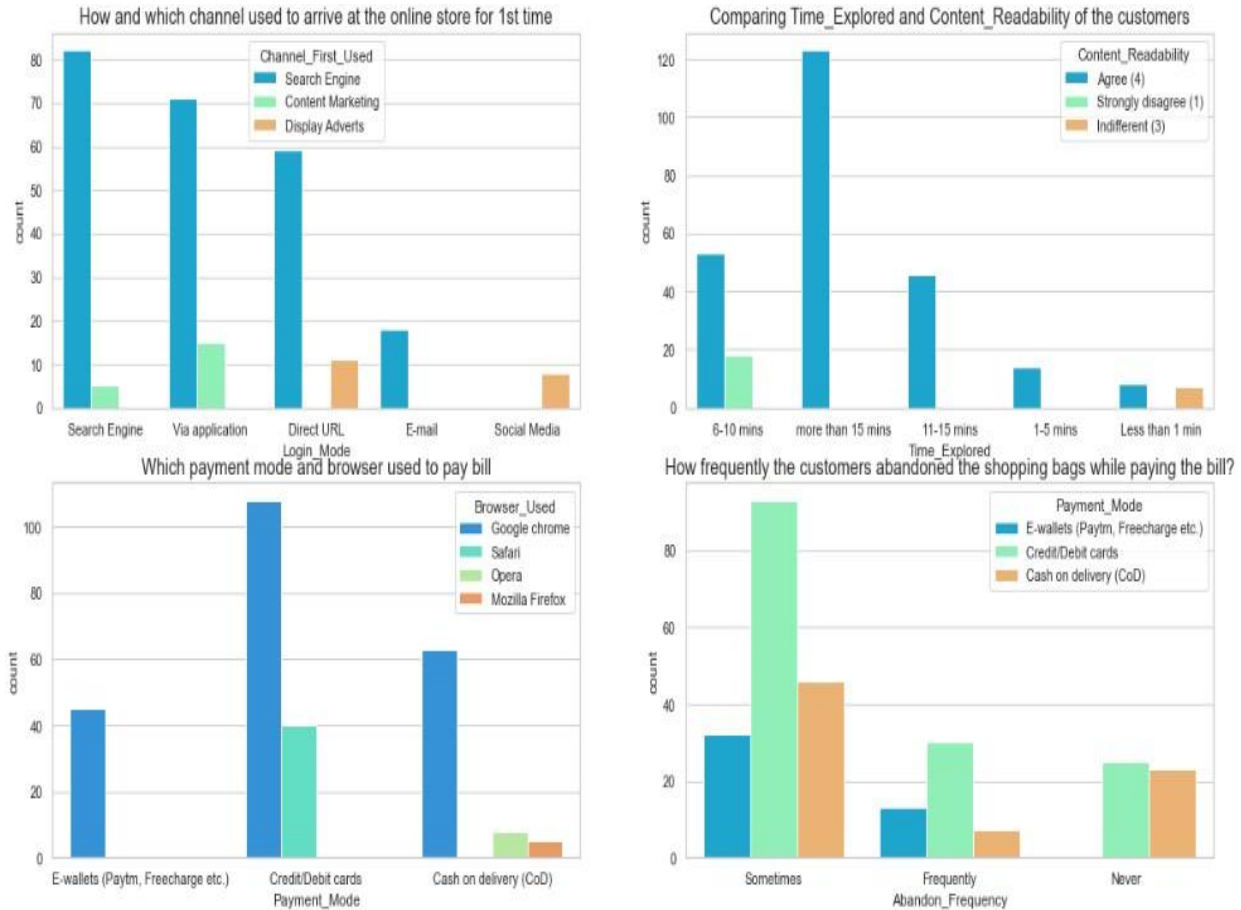 How and which channel used to arrive at the online store for 1st time
Channel_First_Used
Search Engine
Content Marketing
Display Adverts
80
70
60
50
40
30
20
10
0
count
Search Engine
Via application
Direct URL
E-mail
Social Media
Login_Mode
Comparing Time_Explored and Content_Readability of the customers
Content_Readability
Agree (4)
Strongly disagree (1)
Indifferent (3)
120
100
80
60
40
20
0
count
6-10 mins
more than 15 mins
11-15 mins
1-5 mins
Less than 1 min
Time_Explored
Which payment mode and browser used to pay bill
Browser_Used
Google chrome
Safari
Opera
Mozilla Firefox
100
80
60
40
20
0
count
E-wallets (Paytm, Freecharge etc.)
Credit/Debit cards
Cash on delivery (CoD)
Payment_Mode
How frequently the customers abandoned the shopping bags while paying the bill?
Payment_Mode
E-wallets (Paytm, Freecharge etc.)
Credit/Debit cards
Cash on delivery (CoD)
80
60
40
20
0
count
Sometimes
Frequently
Never
Abandon_Frequency